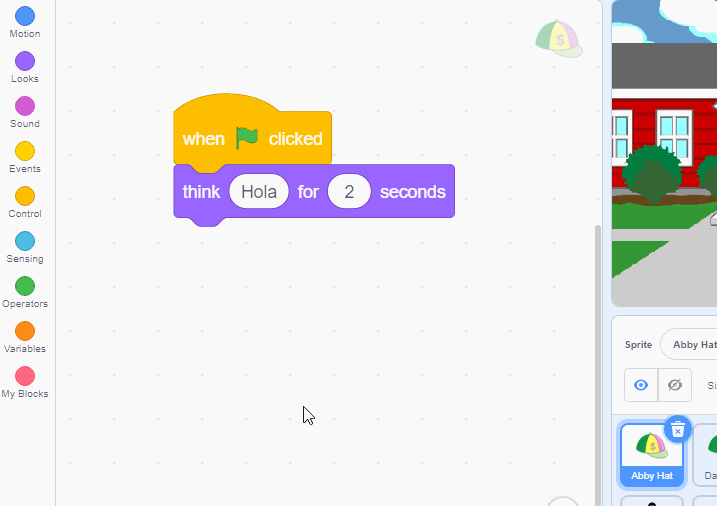 Motion
Looks
Sound
Events
Control
Sensing
Operators
Variables
My Blocks
when clicked
think Hola for 2 seconds
$
Sprite Abby Hat
Si
Abby Hat
Da